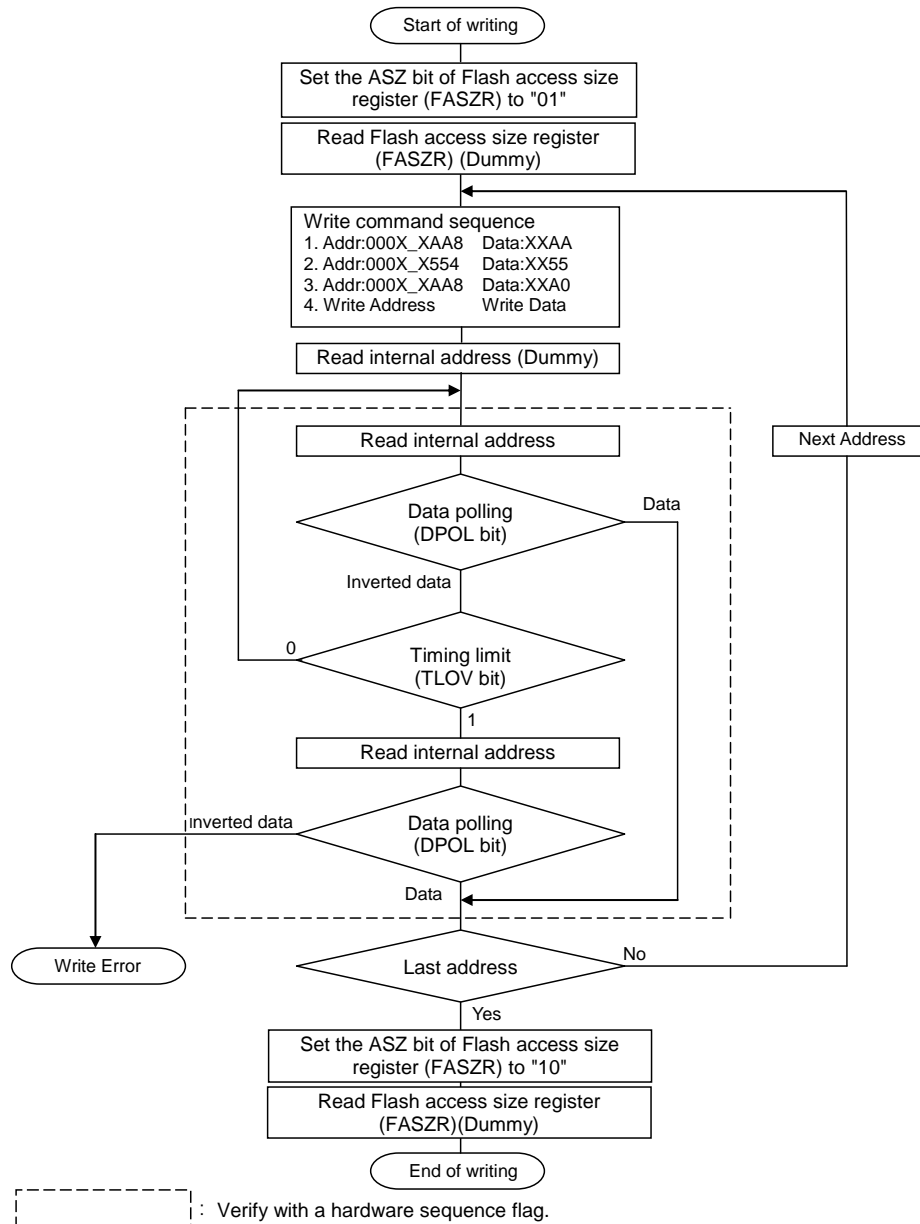 Start of writing
Set the ASZ bit of Flash access size
register (FASZR) to "01"
Read Flash access size register
(FASZR) (Dummy)
Write command sequence
1. Addr:000X_XAA8 Data:XXAA
2. Addr:000X_X554 Data:XX55
3. Addr:000X_XAA8 Data:XXA0
4. Write Address Write Data
Read internal address (Dummy)
Read internal address
Next Address
Data polling
(DPOL bit)
Data
Inverted data
0
Timing limit
(TLOV bit)
1
Read internal address
Inverted data
Data polling
(DPOL bit)
Data
Write Error
Last address
No
Yes
Set the ASZ bit of Flash access size
register (FASZR) to "10"
Read Flash access size register
(FASZR)(Dummy)
End of writing
: Verify with a hardware sequence flag.